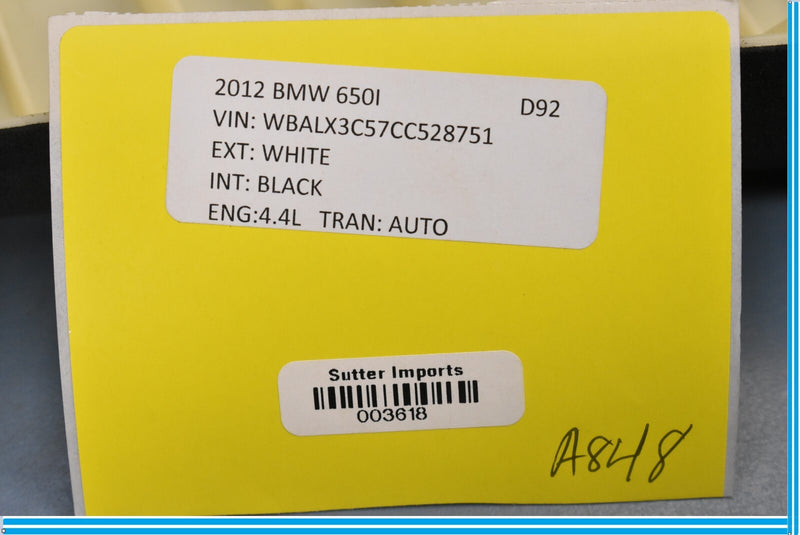 2012 BMW 650I D92
VIN: WBALX3C57CC528751
EXT: WHITE
INT: BLACK
ENG:4.4L TRAN: AUTO
Sutter Imports
003618
A848